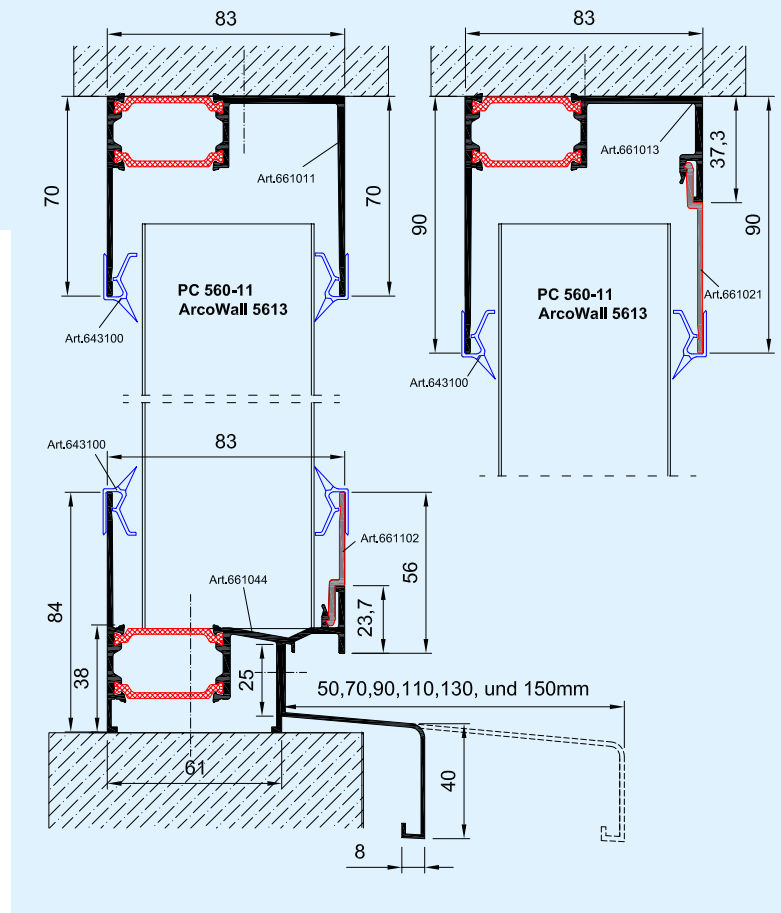 83
83
70
70
Art.661011
90
90
37,3
Art.661013
Art.661021
PC 560-11
ArcoWall 5613
PC 560-11
ArcoWall 5613
Art.643100
Art.643100
83
Art.643100
Art.661102
Art.661044
84
38
56
23,7
25
50,70,90,110,130, und 150mm
61
40
8